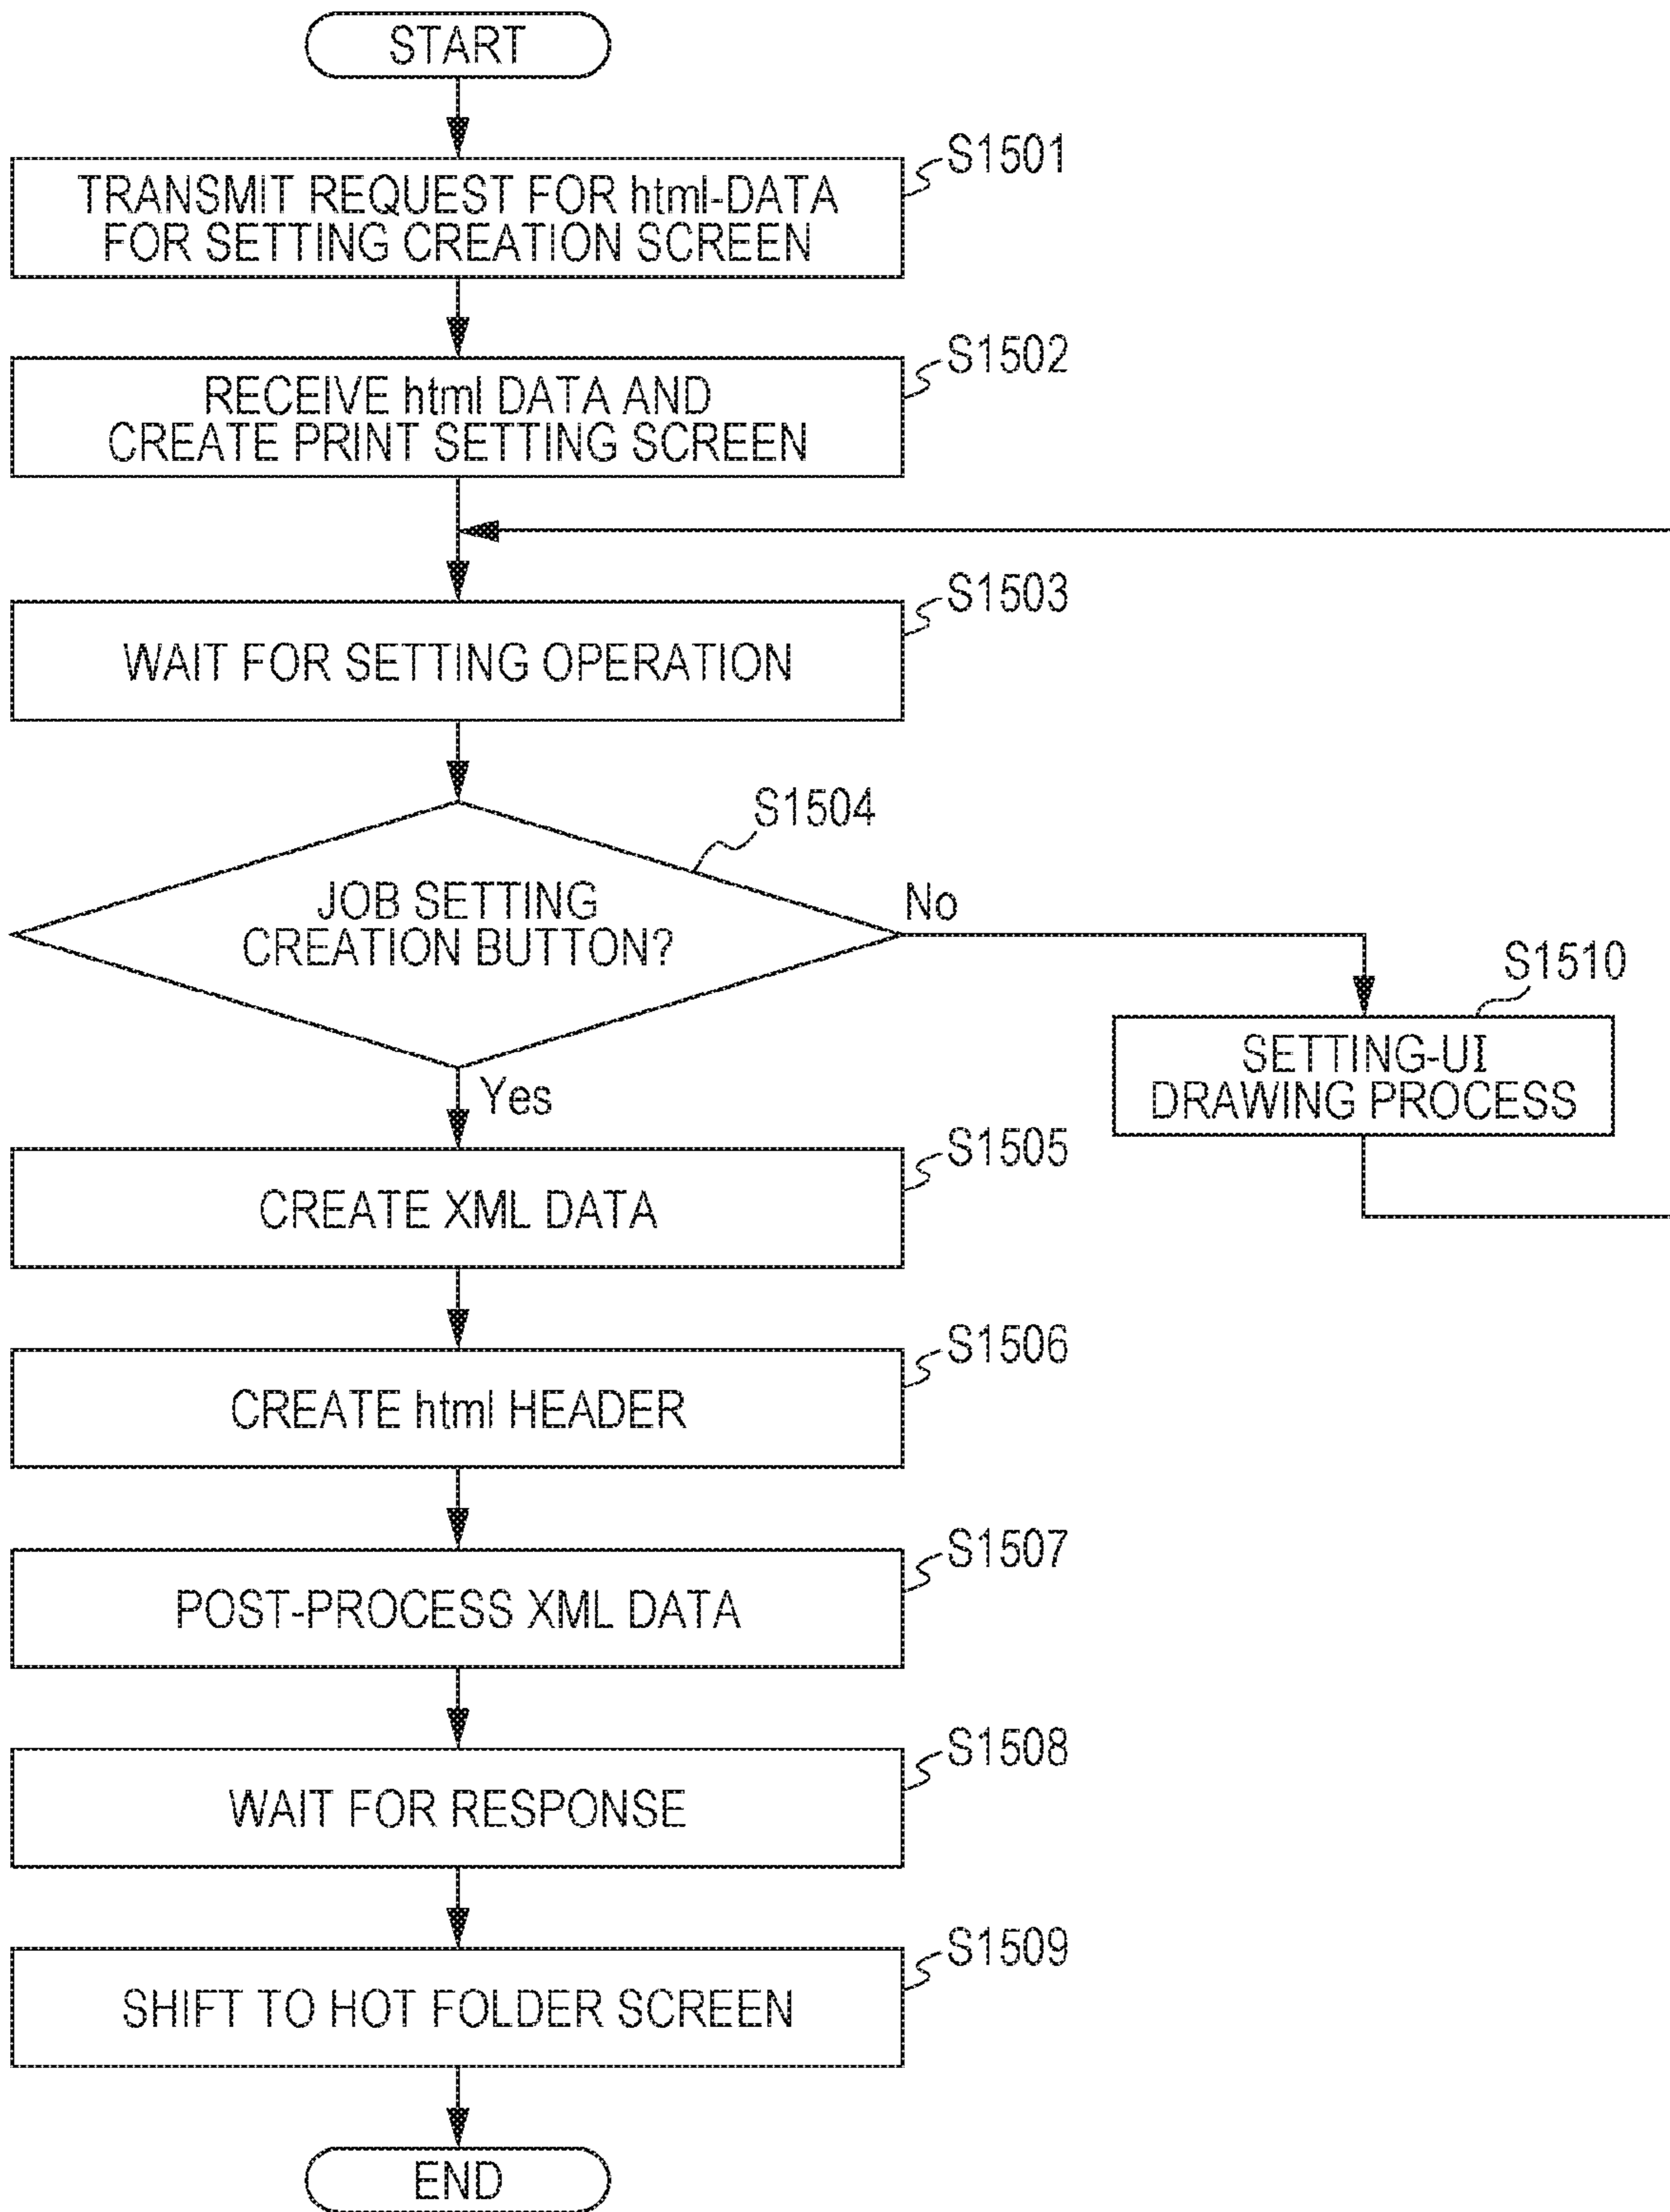 START
S1501
TRANSMIT REQUEST FOR html-DATA
FOR SETTING CREATION SCREEN
S1502
RECEIVE html DATA AND
CREATE PRINT SETTING SCREEN
S1503
WAIT FOR SETTING OPERATION
S1504
JOB SETTING
CREATION BUTTON?
No
S1510
SETTING-UI
DRAWING PROCESS
Yes
S1505
CREATE XML DATA
S1506
CREATE html HEADER
S1507
POST-PROCESS XML DATA
S1508
WAIT FOR RESPONSE
S1509
SHIFT TO HOT FOLDER SCREEN
END